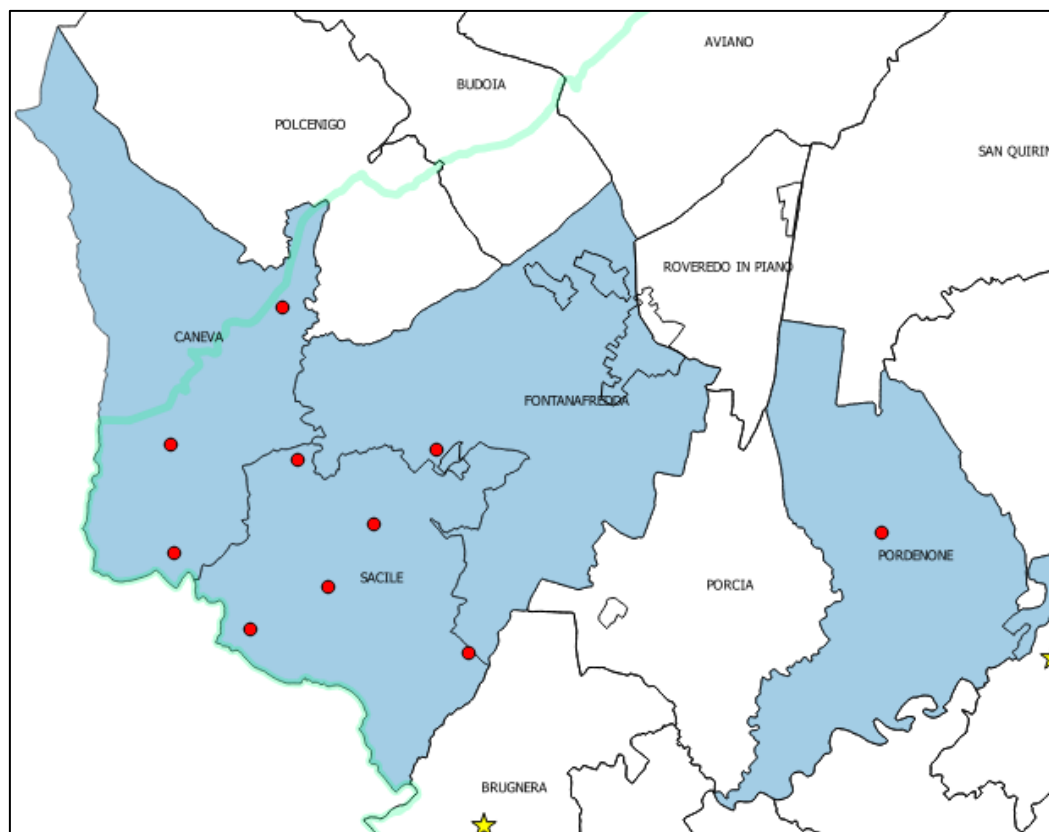 AVIANO
BUDOIA
POLCENIGO
SAN QUIRIN
ROVEREDO IN PIANO
CANEVA
FONTANAFREDDA
PORDENONE
SACILE
PORCIA
BRUGNERA